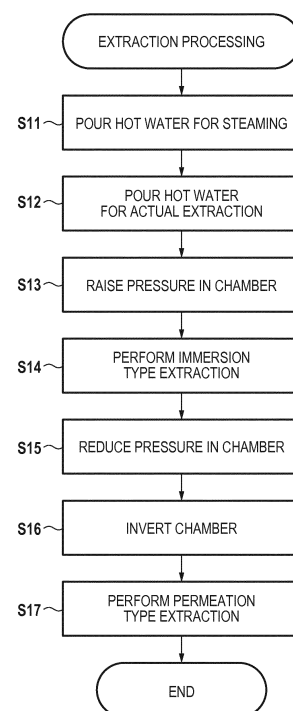 EXTRACTION PROCESSING
S11 POUR HOT WATER FOR STEAMING
S12 POUR HOT WATER
FOR ACTUAL EXTRACTION
S13 RAISE PRESSURE IN CHAMBER
S14 PERFORM IMMERSION
TYPE EXTRACTION
S15 REDUCE PRESSURE IN CHAMBER
S16 INVERT CHAMBER
S17 PERFORM PERMEATION
TYPE EXTRACTION
END